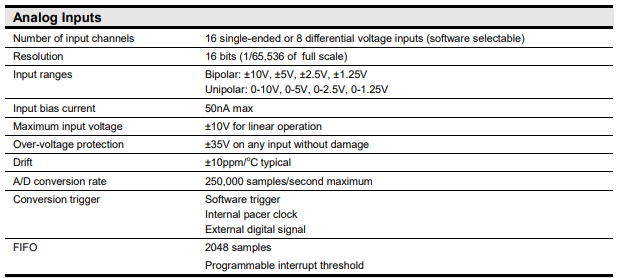 Analog Inputs
Number of input channels 16 single-ended or 8 differential voltage inputs (software selectable)
Resolution 16 bits (1/65,536 of full scale)
Input ranges Bipolar: ±10V, ±5V, ±2.5V, ±1.25V
Unipolar: 0-10V, 0-5V, 0-2.5V, 0-1.25V
Input bias current 50nA max
Maximum input voltage ±10V for linear operation
Over-voltage protection ±35V on any input without damage
Drift ±10ppm/°C typical
A/D conversion rate 250,000 samples/second maximum
Conversion trigger Software trigger
Internal pacer clock
External digital signal
FIFO 2048 samples
Programmable interrupt threshold